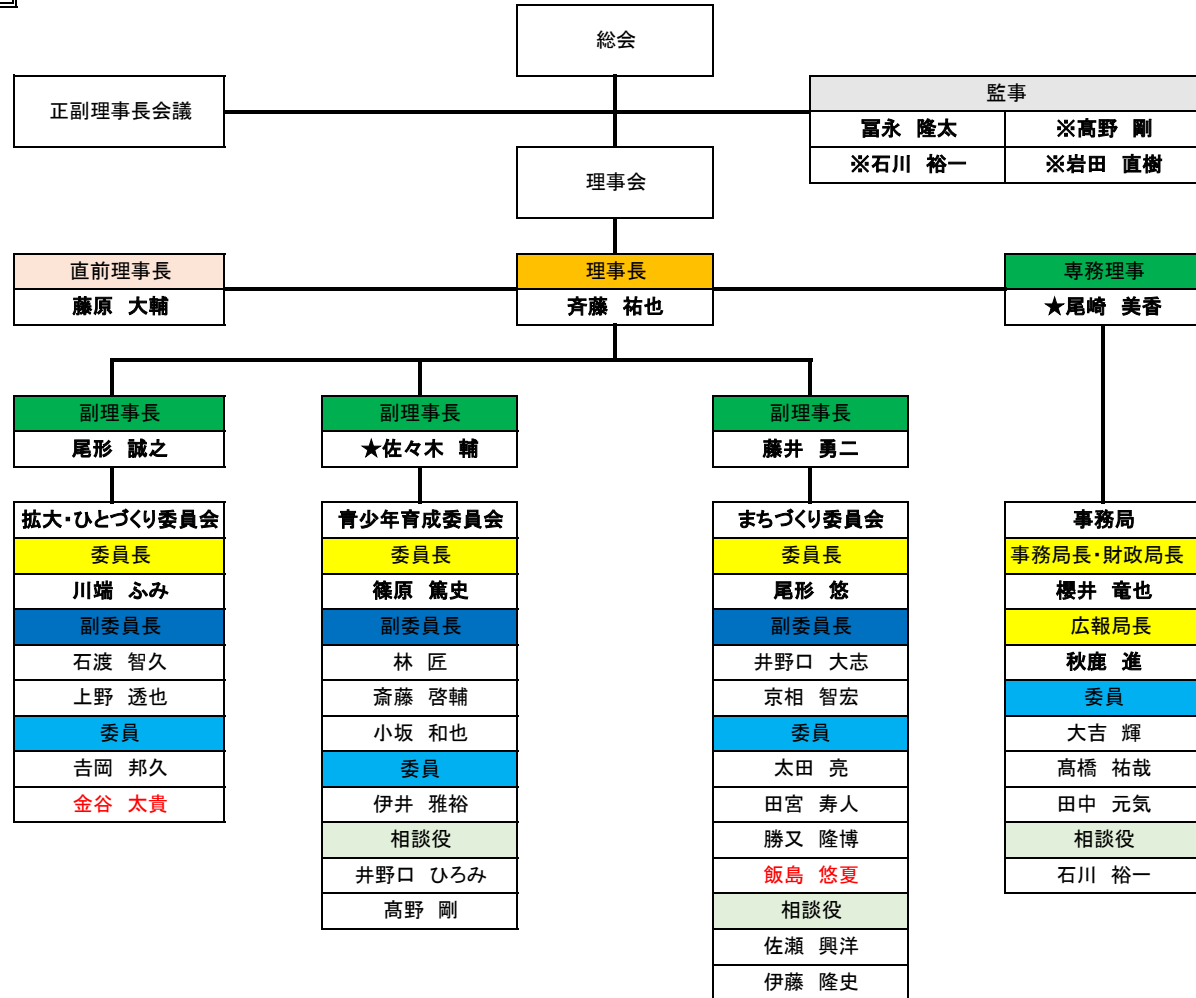 総会
正副理事長会議
監事
冨永 隆太 ※髙野 剛
※石川 裕一 ※岩田 直樹
理事会
直前理事長
藤原 大輔
理事長
斉藤 祐也
専務理事
★尾崎 美香
副理事長
尾形 誠之
副理事長
★佐々木 輔
副理事長
藤井 勇二
拡大・ひとづくり委員会
委員長
川端 ふみ
副委員長
石渡 智久
上野 透也
委員
吉岡 邦久
金谷 太貴
青少年育成委員会
委員長
篠原 篤史
副委員長
林 匠
斎藤 啓輔
小坂 和也
委員
伊井 雅裕
相談役
井野口 ひろみ
髙野 剛
まちづくり委員会
委員長
尾形 悠
副委員長
井野口 大志
京相 智宏
委員
太田 亮
田宮 寿人
勝又 隆博
飯島 悠夏
相談役
佐瀬 興洋
伊藤 隆史
事務局
事務局長・財政局長
櫻井 竜也
広報局長
秋鹿 進
委員
大吉 輝
髙橋 祐哉
田中 元気
相談役
石川 裕一